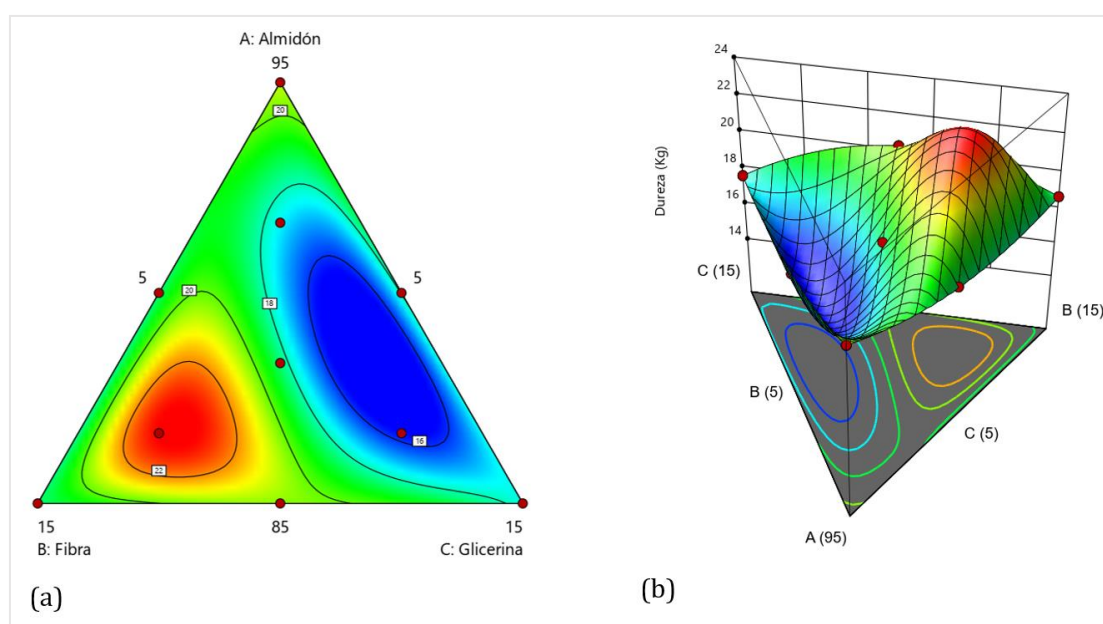 A: Almidón
95
20
5
5
20
18
16
22
15
85
15
B: Fibra
C: Glicerina
(a)
24
22
20
18
16
14
Dureza (Kg)
C (15)
B (15)
B (5)
C (5)
A (95)
(b)